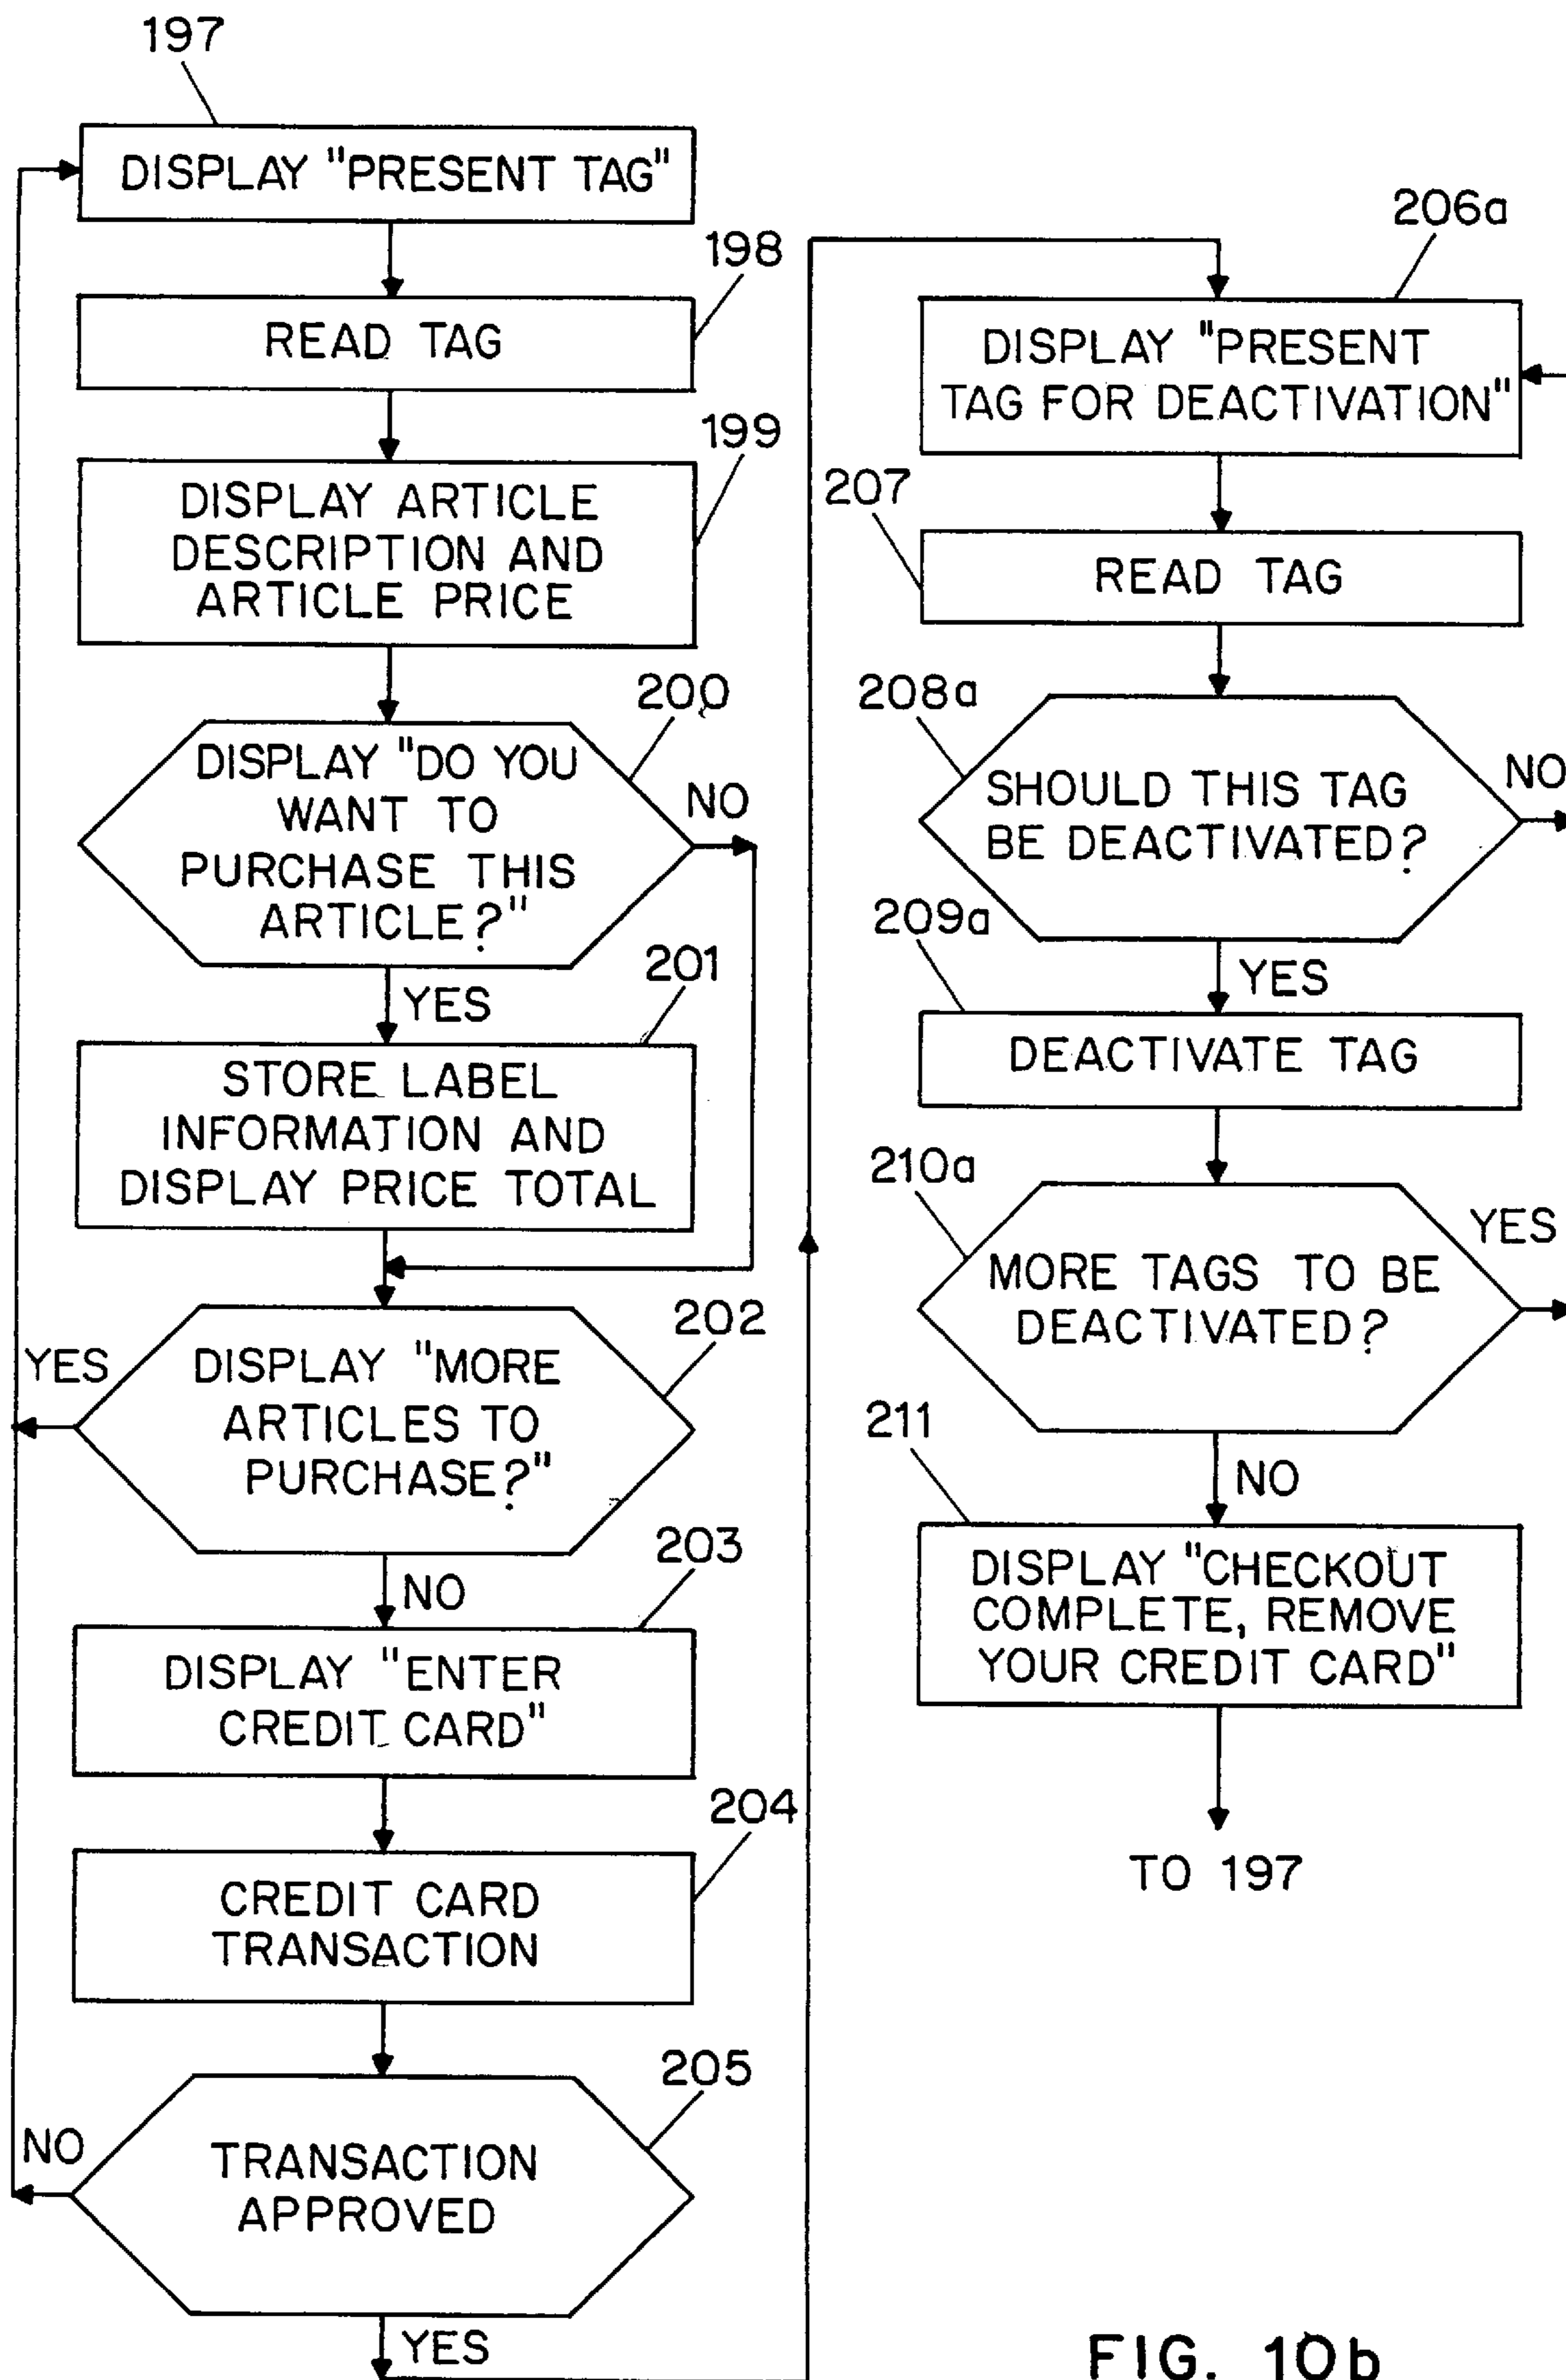 197
DISPLAY "PRESENT TAG"
198
READ TAG
199
DISPLAY ARTICLE
DESCRIPTION AND
ARTICLE PRICE
200
DISPLAY "DO YOU
WANT TO
PURCHASE THIS
ARTICLE?"
NO
YES
201
STORE LABEL
INFORMATION AND
DISPLAY PRICE TOTAL
202
YES
DISPLAY "MORE
ARTICLES TO
PURCHASE?"
NO
203
DISPLAY "ENTER
CREDIT CARD"
204
CREDIT CARD
TRANSACTION
205
NO
TRANSACTION
APPROVED
YES
206a
DISPLAY "PRESENT
TAG FOR DEACTIVATION"
207
READ TAG
208a
SHOULD THIS TAG
BE DEACTIVATED?
NO
YES
209a
DEACTIVATE TAG
210a
MORE TAGS TO BE
DEACTIVATED?
YES
NO
211
DISPLAY "CHECKOUT
COMPLETE, REMOVE
YOUR CREDIT CARD"
TO 197
FIG. 10b